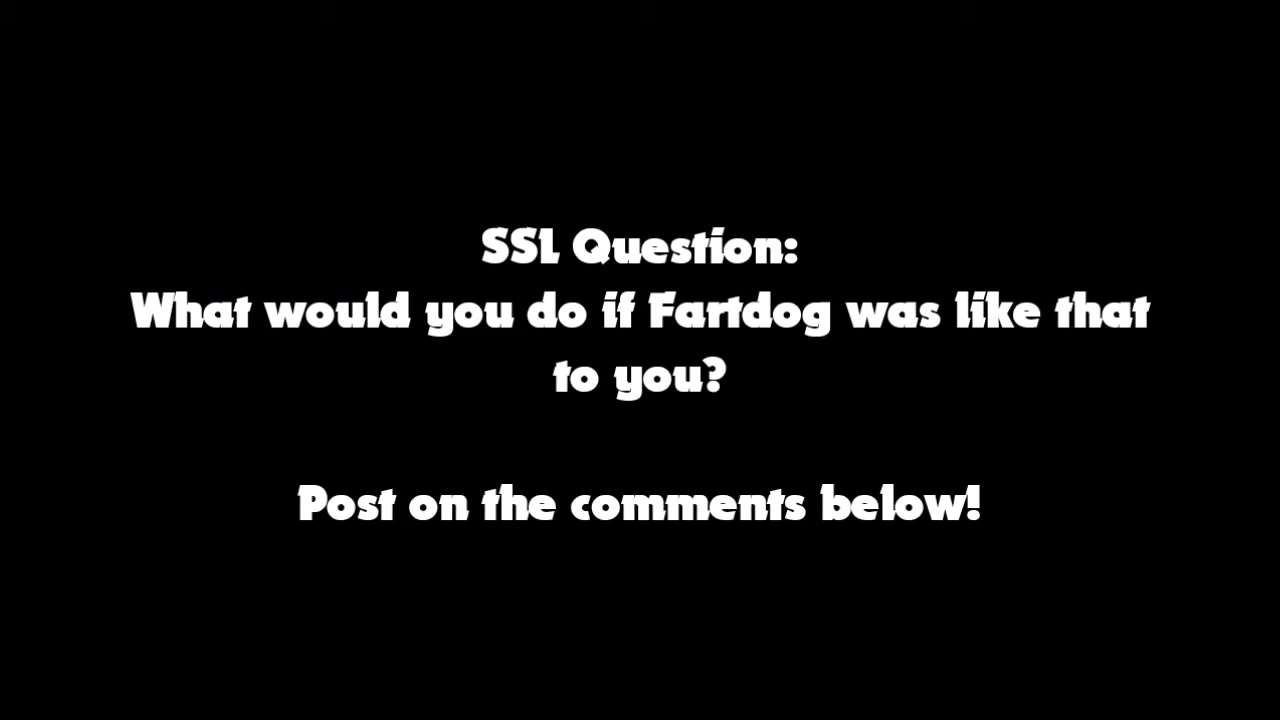 SSL Question:
What would you do if Fartdog was like that
to you?
Post on the comments below!